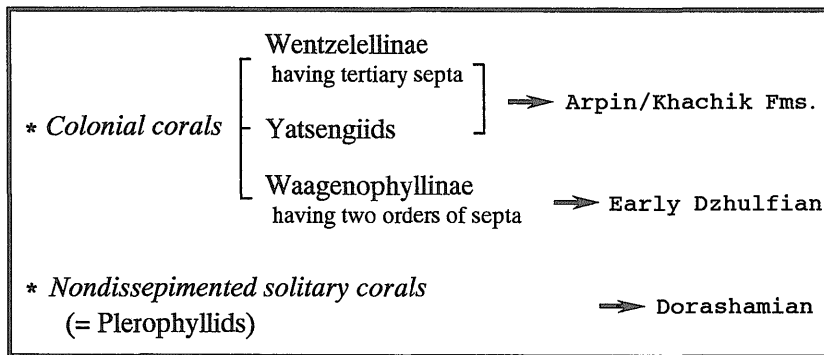 Wentzelellinae
having tertiary septa
Arpin/Khachik Fms.
* Colonial corals
Yatsengiids
Waagenophyllinae
having two orders of septa
Early Dzhulfian
* Nondissepimented solitary corals
(= Plerophyllids)
Dorashamian